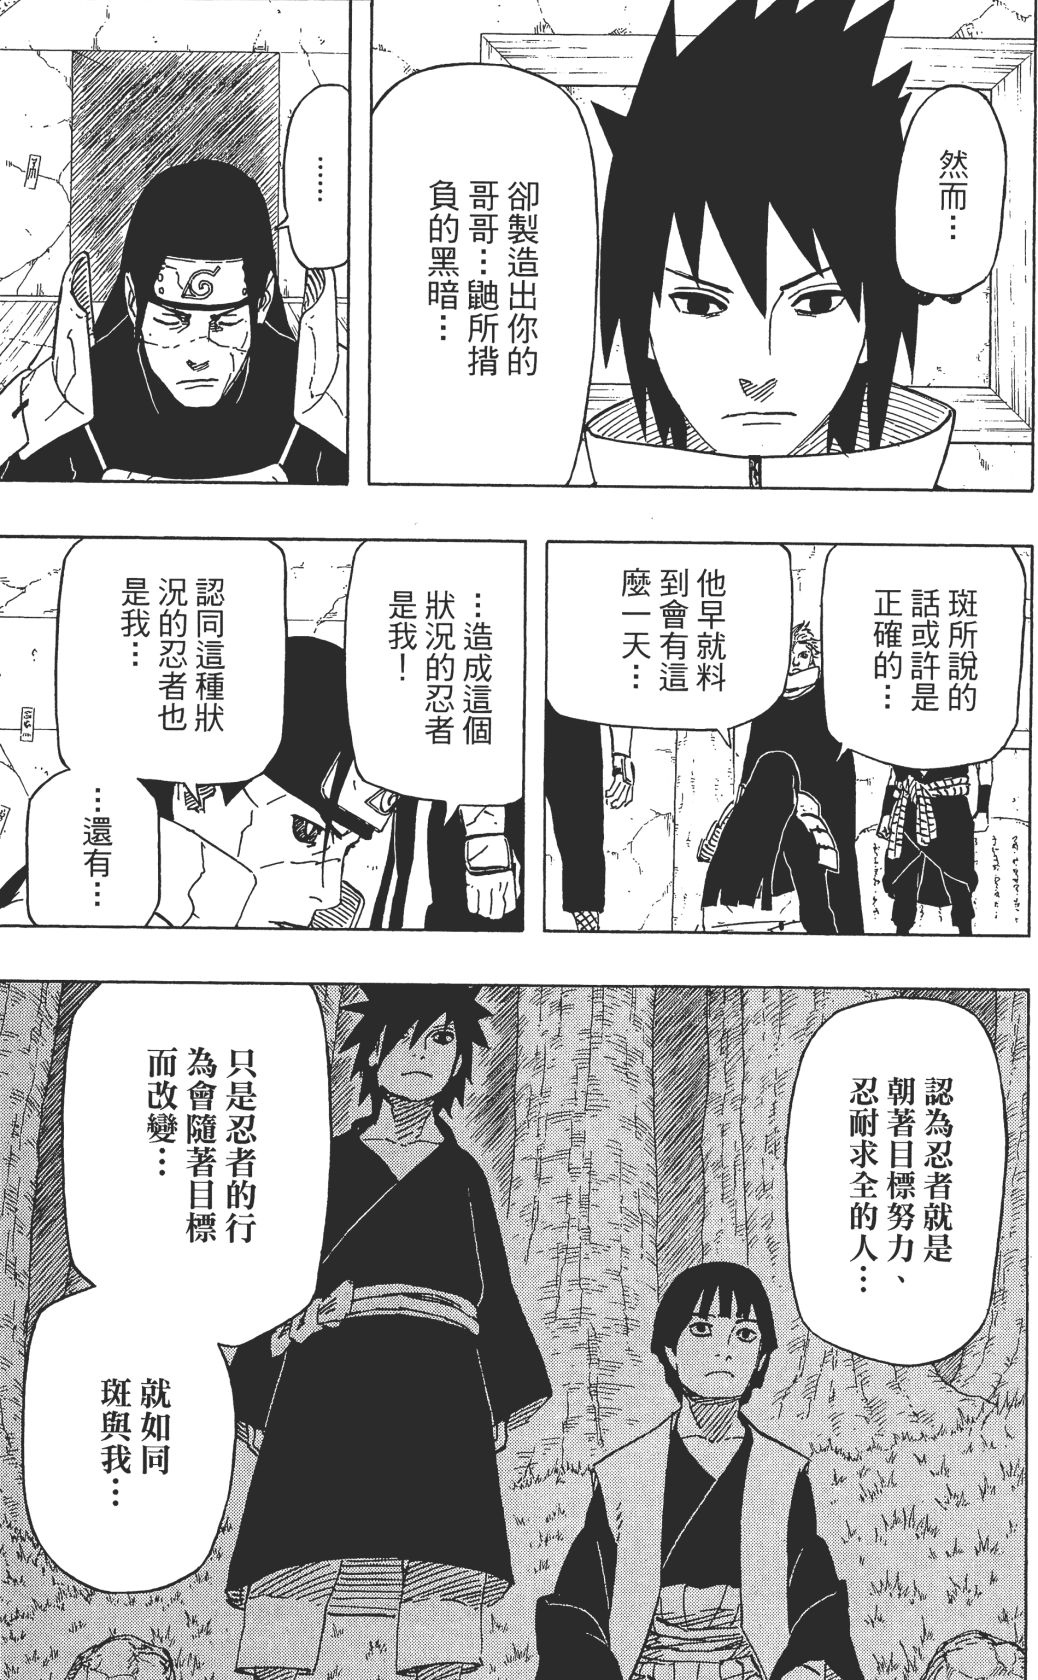 然而…
卻製造出你的
哥哥…鼬所揹
負的黑暗…
……
斑所說的
話或許是
正確的…
他早就料
到會有這
麼一天…
…造成這個
狀況的忍者
是我！
認同這種狀
況的忍者也
是我…
…還有…
認為忍者就是
朝著目標努力、
忍耐求全的人…
只是忍者的行
為會隨著目標
而改變…
就如同
斑與我…